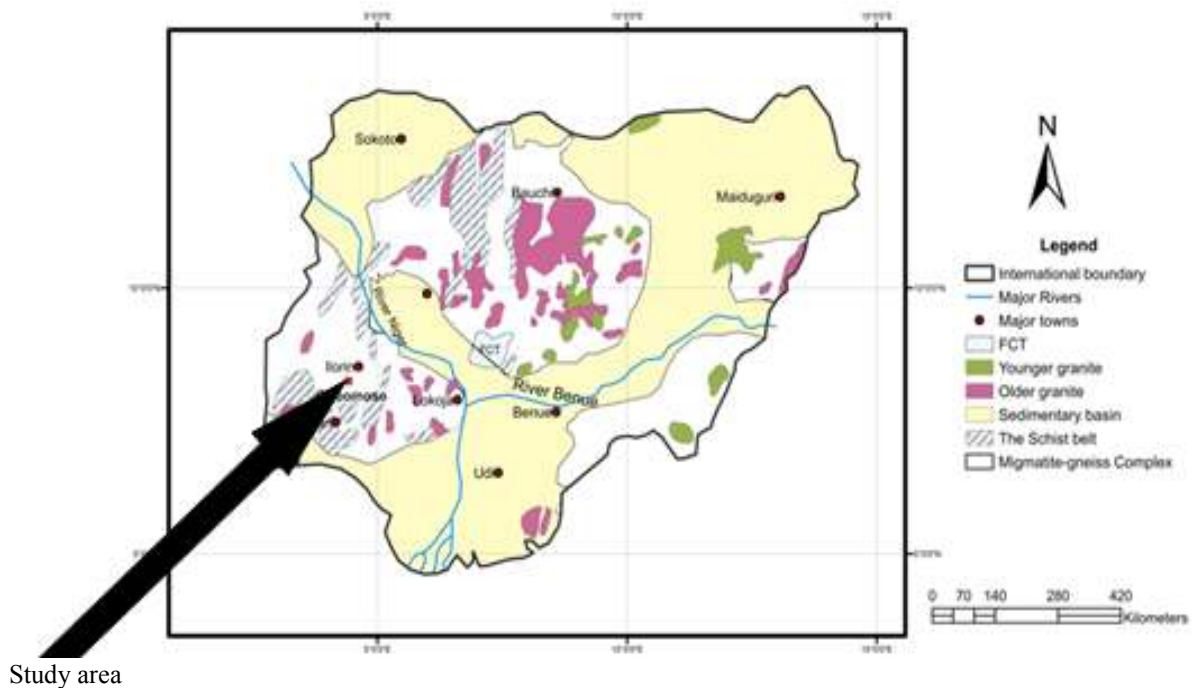 Sokoto
Bauchi
Maiduguri
N
Legend
International boundary
Major Rivers
Major towns
FCT
Younger granite
Older granite
Sedimentary basin
The Schist belt
Migmatite-gneiss Complex
River Niger
FCT
Ilorin
Lokoja
River Benue
Benue
Udi
0 70 140 280 420
Kilometers
Study area